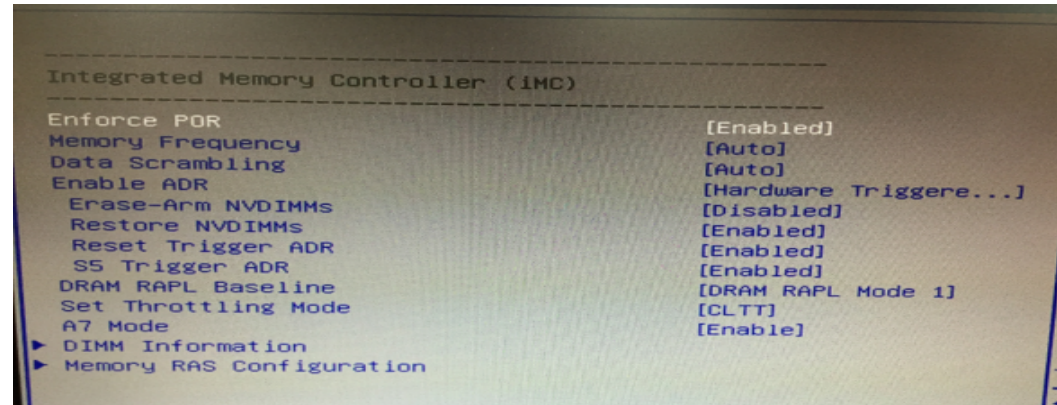 Integrated Memory Controller (iMC)
Enforce POR [Enabled]
Memory Frequency [Auto]
Data Scrambling [Auto]
Enable ADR [Hardware Triggere...]
Erase-Arm NVDIMMs [Disabled]
Restore NVDIMMs [Enabled]
Reset Trigger ADR [Enabled]
S5 Trigger ADR [Enabled]
DRAM RAPL Baseline [DRAM RAPL Mode 1]
Set Throttling Mode [CLTT]
A7 Mode [Enable]
DIMM Information
Memory RAS Configuration